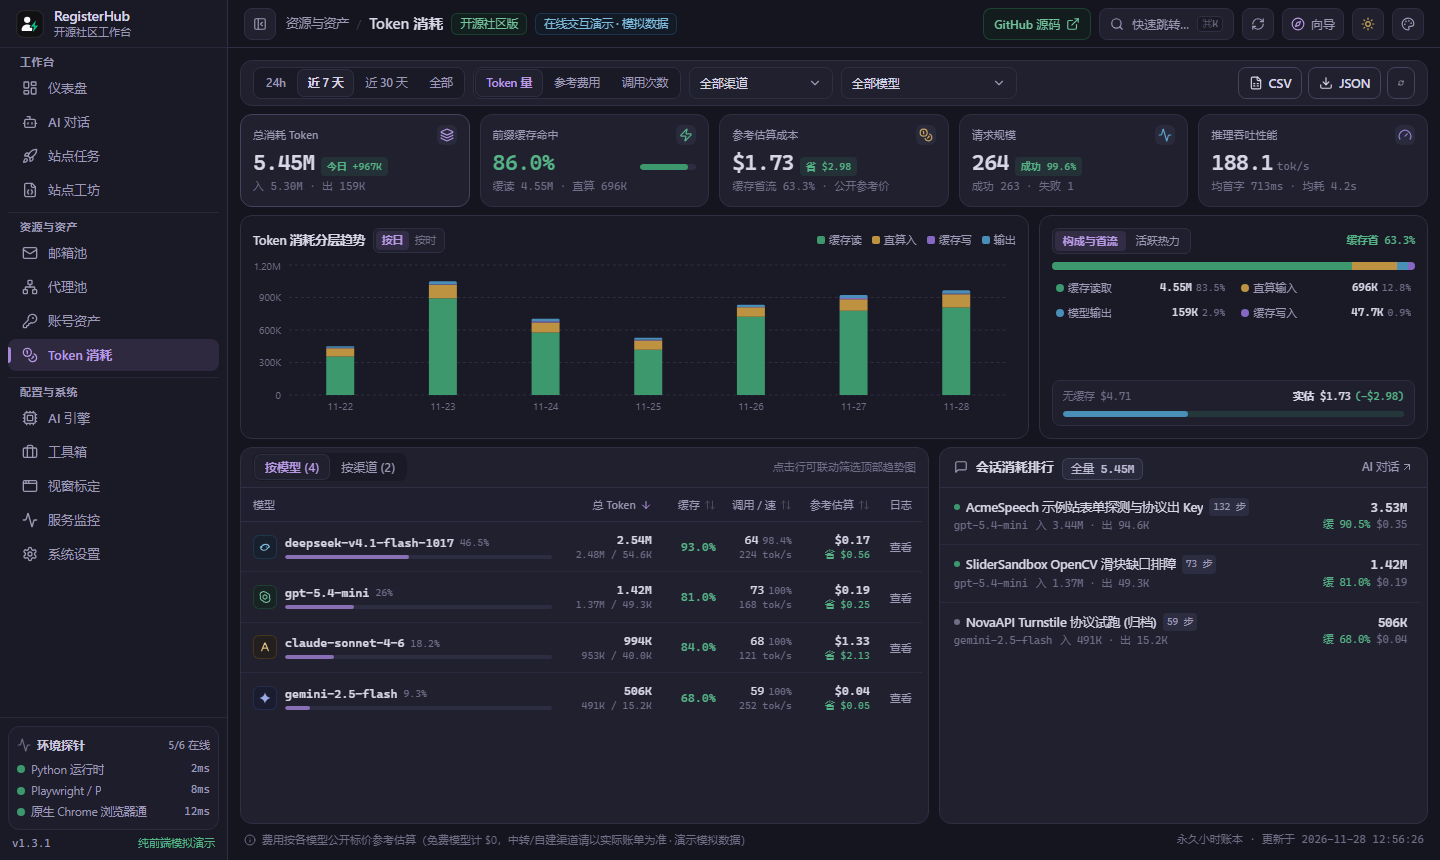 RegisterHub
开源社区工作台
工作台
仪表盘
AI 对话
站点任务
站点工坊
资源与资产
邮箱池
代理池
账号资产
Token 消耗
配置与系统
AI 引擎
工具箱
视窗标定
服务监控
系统设置
环境探针 5/6 在线
Python 运行时 2ms
Playwright / P 8ms
原生 Chrome 浏览器通 12ms
v1.3.1 纯前端模拟演示
资源与资产 / Token 消耗 开源社区版 在线交互演示 · 模拟数据
GitHub 源码 快速跳转... ⌘K 向导
24h 近 7 天 近 30 天 全部 Token 量 参考费用 调用次数 全部渠道 全部模型 CSV JSON
总消耗 Token
5.45M 今日 +967K
入 5.30M · 出 159K
前缀缓存命中
86.0%
缓读 4.55M · 直算 696K
参考估算成本
$1.73 省 $2.98
缓存首流 63.3% · 公开参考价
请求规模
264 成功 99.6%
成功 263 · 失败 1
推理吞吐性能
188.1 tok/s
均首字 713ms · 均耗 4.2s
Token 消耗分层趋势 按日 按时 缓存读 直算入 缓存写 输出
1.20M
900K
600K
300K
0
11-22 11-23 11-24 11-25 11-26 11-27 11-28
构成与首流 活跃热力 缓存省 63.3%
缓存读取 4.55M 83.5% 直算输入 696K 12.8%
模型输出 159K 2.9% 缓存写入 47.7K 0.9%
无缓存 $4.71 实估 $1.73 (-$2.98)
按模型 (4) 按渠道 (2) 点击行可联动筛选顶部趋势图
模型 总 Token ↓ 缓存 ↑↓ 调用 / 速 ↑↓ 参考估算 ↑↓ 日志
deepseek-v4.1-flash-1017 46.5% 2.54M 93.0% 64 98.4% $0.17 查看
2.48M / 54.6K 224 tok/s 省 $0.56
gpt-5.4-mini 26% 1.42M 81.0% 73 100% $0.19 查看
1.37M / 49.3K 168 tok/s 省 $0.25
A claude-sonnet-4-6 18.2% 994K 84.0% 68 100% $1.33 查看
953K / 40.0K 121 tok/s 省 $2.13
gemini-2.5-flash 9.3% 506K 68.0% 59 100% $0.04 查看
491K / 15.2K 252 tok/s 省 $0.05
会话消耗排行 全量 5.45M AI 对话 ↗
AcmeSpeech 示例站表单探测与协议出 Key 132 步 3.53M
gpt-5.4-mini 入 3.44M · 出 94.6K 缓 90.5% $0.35
SliderSandbox OpenCV 滑块缺口排障 73 步 1.42M
gpt-5.4-mini 入 1.37M · 出 49.3K 缓 81.0% $0.19
NovaAPI Turnstile 协议试跑 (归档) 59 步 506K
gemini-2.5-flash 入 491K · 出 15.2K 缓 68.0% $0.04
费用按各模型公开标价参考估算（免费模型计 $0，中转/自建渠道请以实际账单为准 · 演示模拟数据）
永久小时账本 · 更新于 2026-11-28 12:56:26